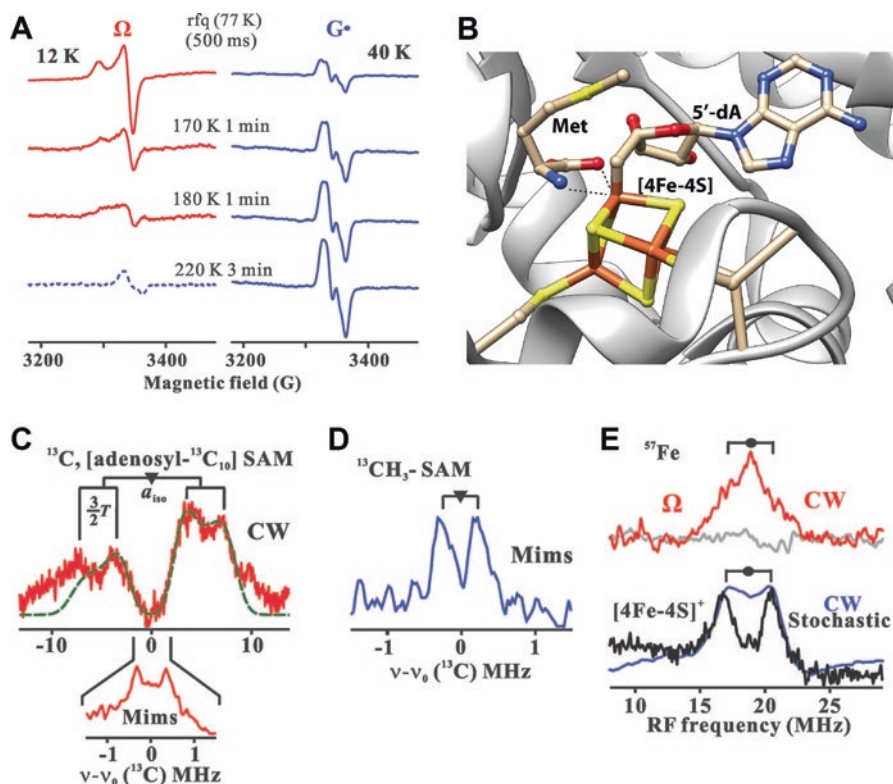 A
Ω
rfq (77 K)
(500 ms)
G•
12 K
40 K
170 K 1 min
180 K 1 min
220 K 3 min
3200 3400 3200 3400
Magnetic field (G)
B
Met
5′-dA
[4Fe-4S]
C
¹³C, [adenosyl-¹³C₁₀] SAM
aiso
3/2 T
CW
-10 0 10
Mims
-1 0 1
ν-ν₀ (¹³C) MHz
D
¹³CH₃- SAM
Mims
-1 0 1
ν-ν₀ (¹³C) MHz
E
⁵⁷Fe
Ω
CW
[4Fe-4S]⁺
CW
Stochastic
10 15 20 25
RF frequency (MHz)